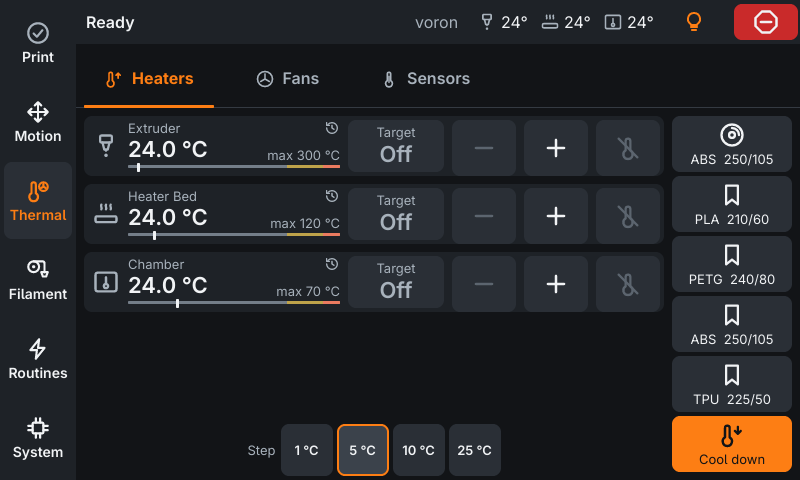 Ready
voron
24°
24°
24°
Print
Motion
Thermal
Filament
Routines
System
Heaters
Fans
Sensors
Extruder
24.0 °C
max 300 °C
Target
Off
Heater Bed
24.0 °C
max 120 °C
Target
Off
Chamber
24.0 °C
max 70 °C
Target
Off
ABS 250/105
PLA 210/60
PETG 240/80
ABS 250/105
TPU 225/50
Cool down
Step
1 °C
5 °C
10 °C
25 °C